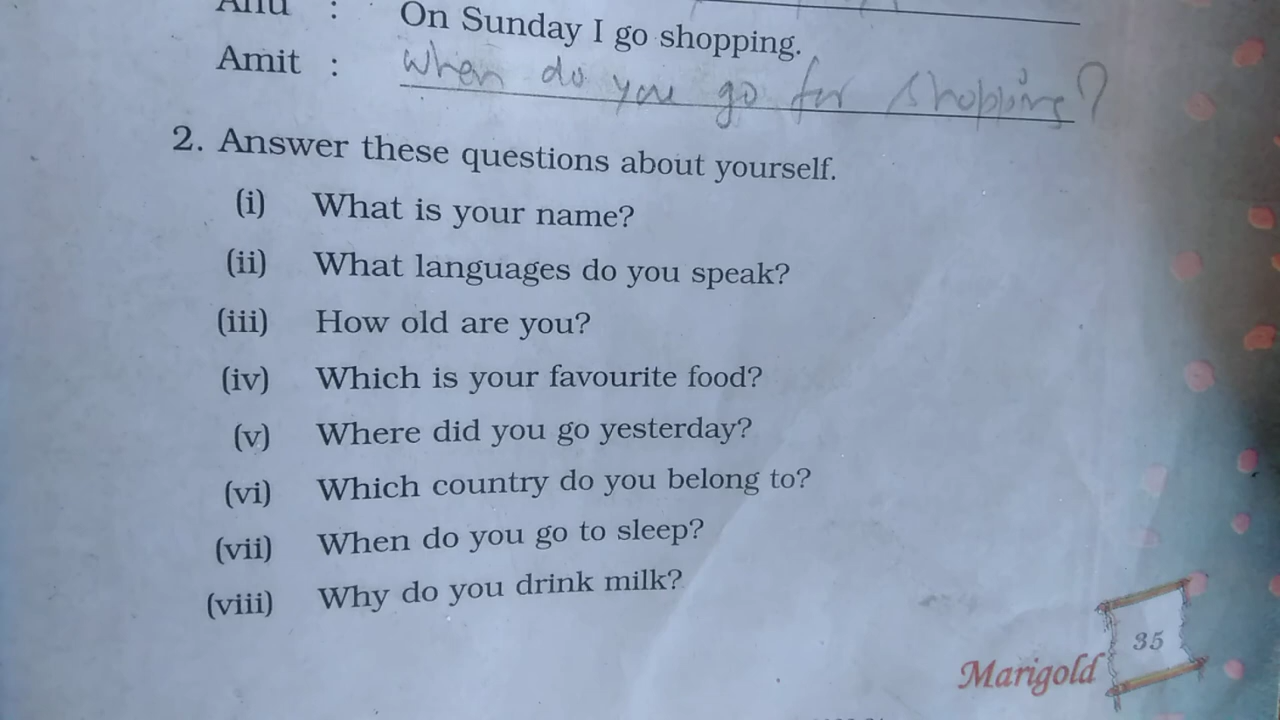 Anu : On Sunday I go shopping.
Amit : When do you go for shopping?
2. Answer these questions about yourself.
(i) What is your name?
(ii) What languages do you speak?
(iii) How old are you?
(iv) Which is your favourite food?
(v) Where did you go yesterday?
(vi) Which country do you belong to?
(vii) When do you go to sleep?
(viii) Why do you drink milk?
35
Marigold